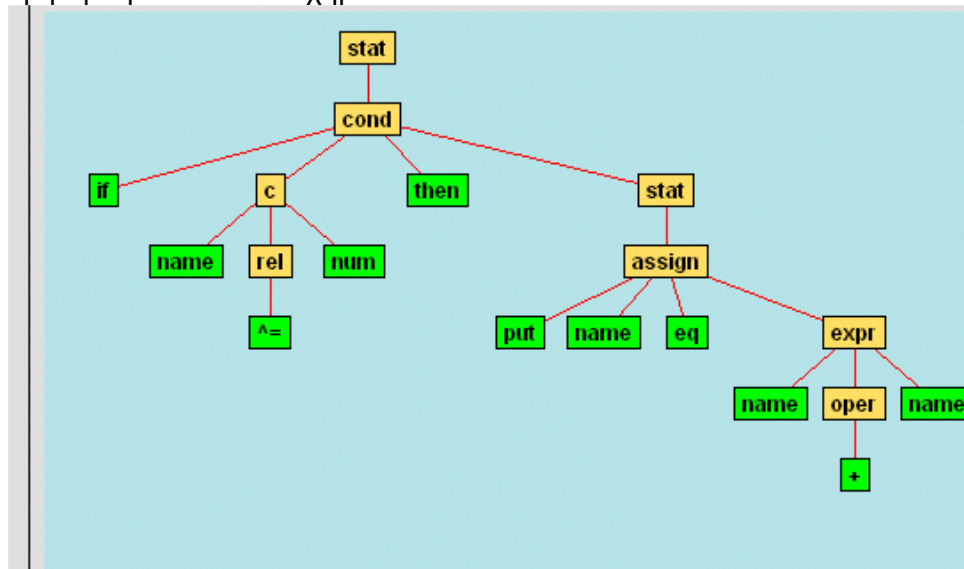 stat
cond
if c then stat
name rel num assign
^= put name eq expr
name oper name
+